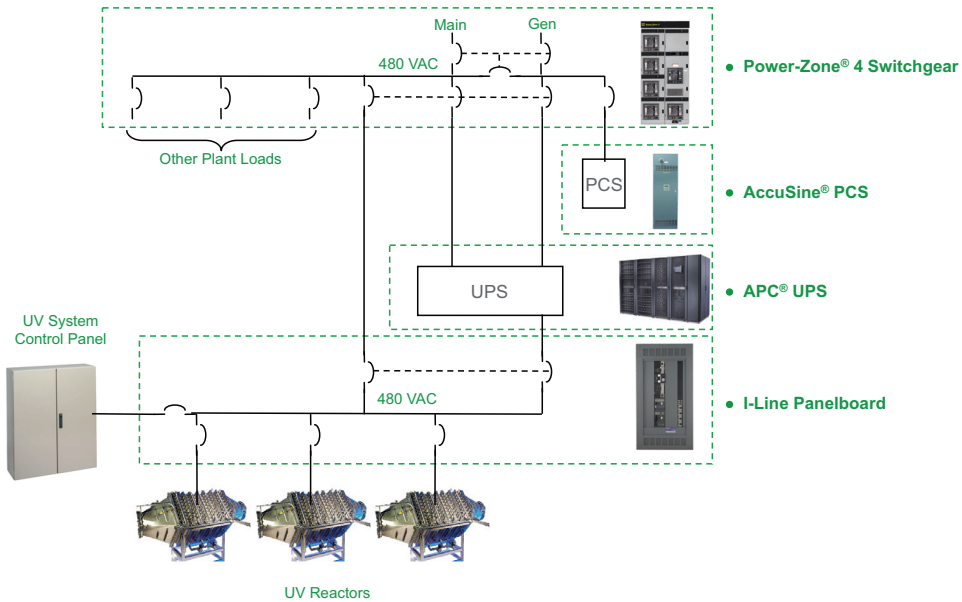 Main
Gen
480 VAC
• Power-Zone® 4 Switchgear
Other Plant Loads
PCS
• AccuSine® PCS
UPS
• APC® UPS
UV System
Control Panel
480 VAC
• I-Line Panelboard
UV Reactors